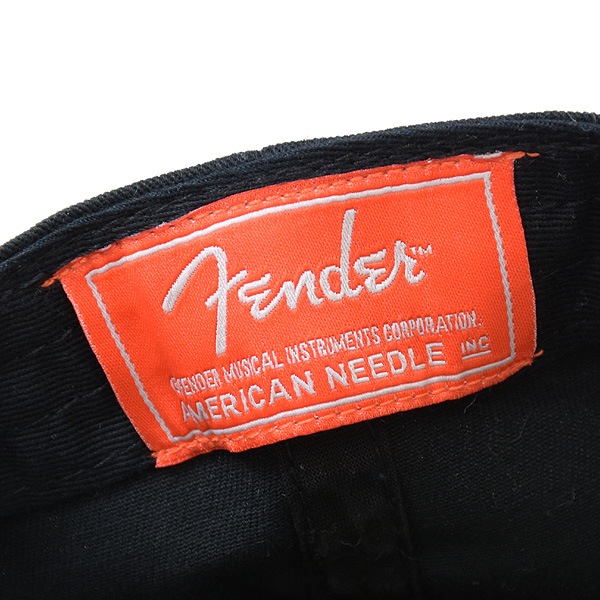 Fender™
FENDER MUSICAL INSTRUMENTS CORPORATION.
AMERICAN NEEDLE INC